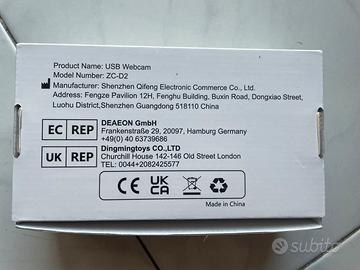 Product Name: USB Webcam
Model Number: ZC-D2
Manufacturer: Shenzhen Qifeng Electronic Commerce Co., Ltd.
Address: Fengze Pavilion 12H, Fenghu Building, Buxin Road, Dongxiao Street,
Luohu District, Shenzhen Guangdong 518110 China
EC REP
DEAEON GmbH
Frankenstraße 29, 20097, Hamburg Germany
+49(0) 40 63739686
UK REP
Dingmingtoys CO.,LTD
Churchill House 142-146 Old Street London
TEL: 0044+2082425577
CE UK CA
Made in China
subito